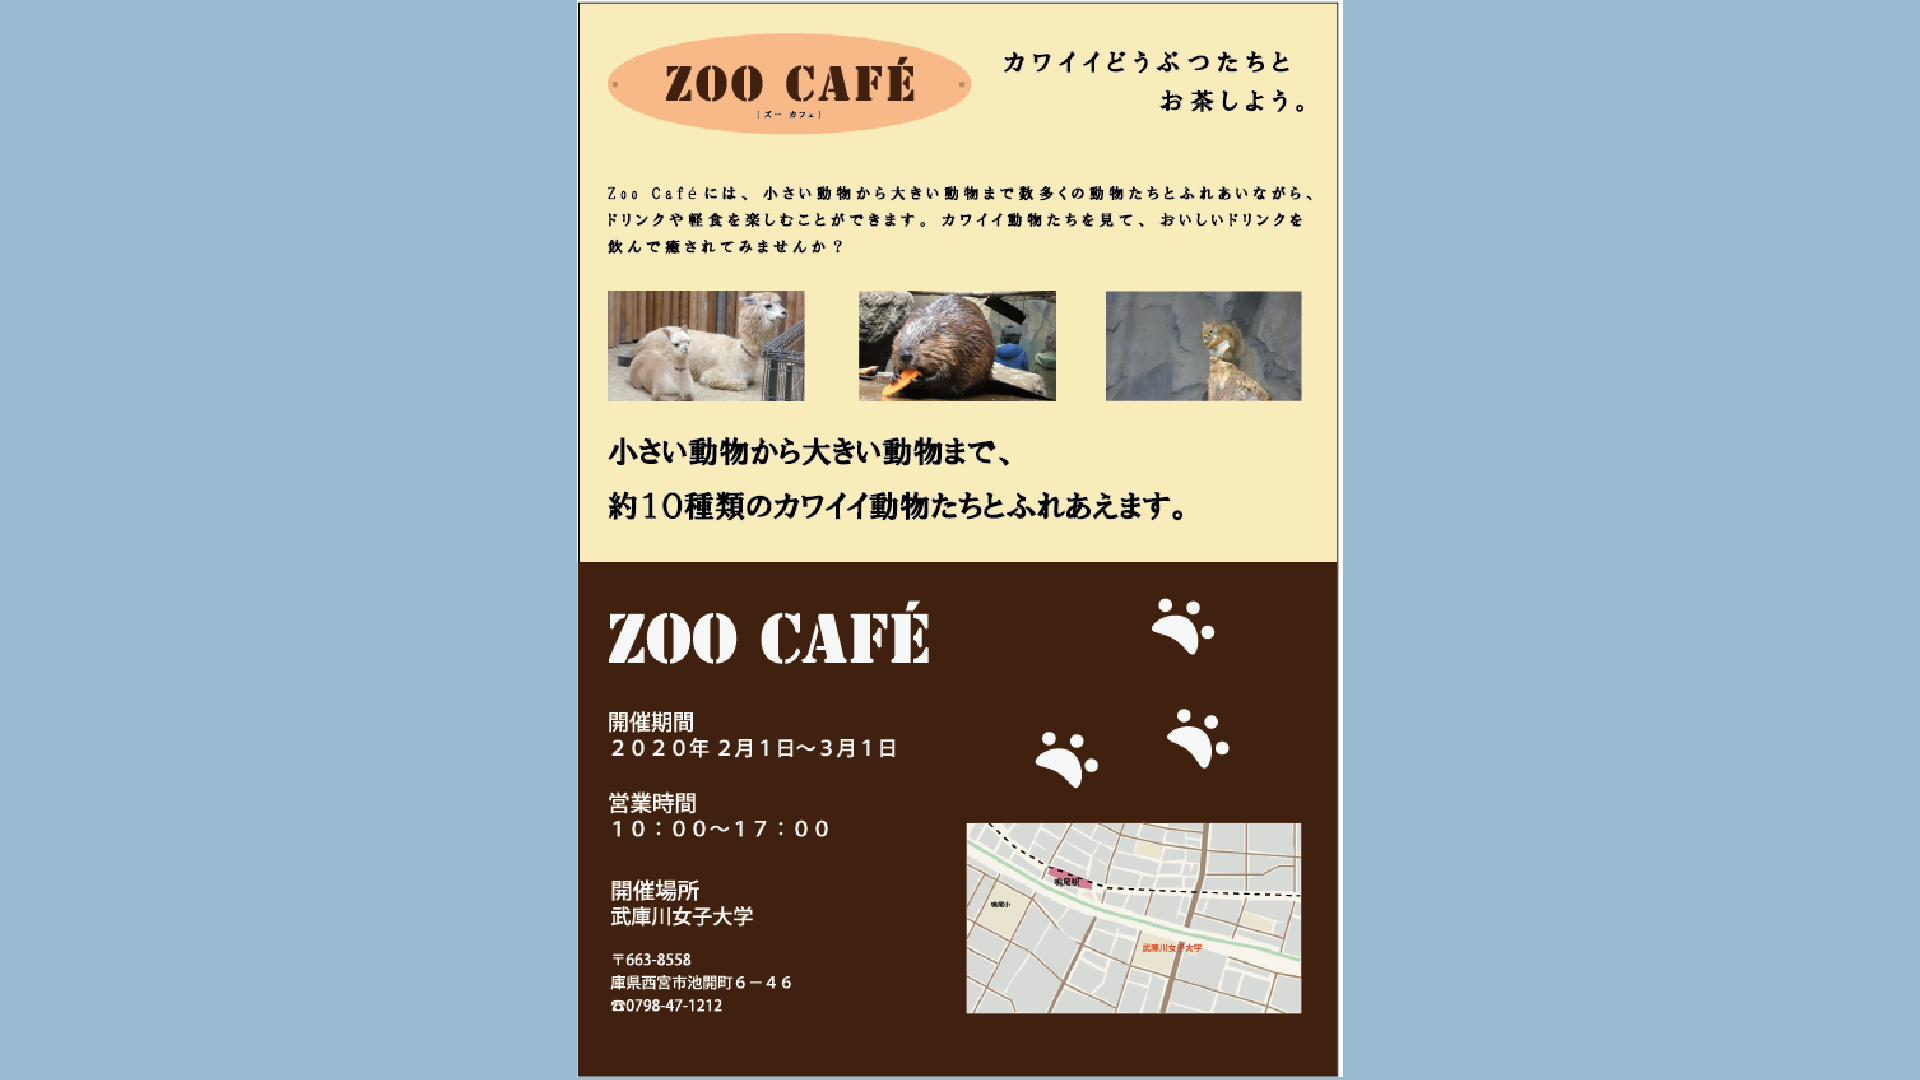 ZOO CAFÉ
[ズー カフェ]
カワイイどうぶつたちと
お茶しよう。
Zoo Caféには、小さい動物から大きい動物まで数多くの動物たちとふれあいながら、
ドリンクや軽食を楽しむことができます。カワイイ動物たちを見て、おいしいドリンクを
飲んで癒されてみませんか？
小さい動物から大きい動物まで、
約10種類のカワイイ動物たちとふれあえます。
ZOO CAFÉ
開催期間
２０２０年 ２月１日～３月１日
営業時間
１０：００～１７：００
開催場所
武庫川女子大学
〒663-8558
庫県西宮市池開町６－４６
☎0798-47-1212
鳴尾駅
鳴尾小
武庫川女子大学